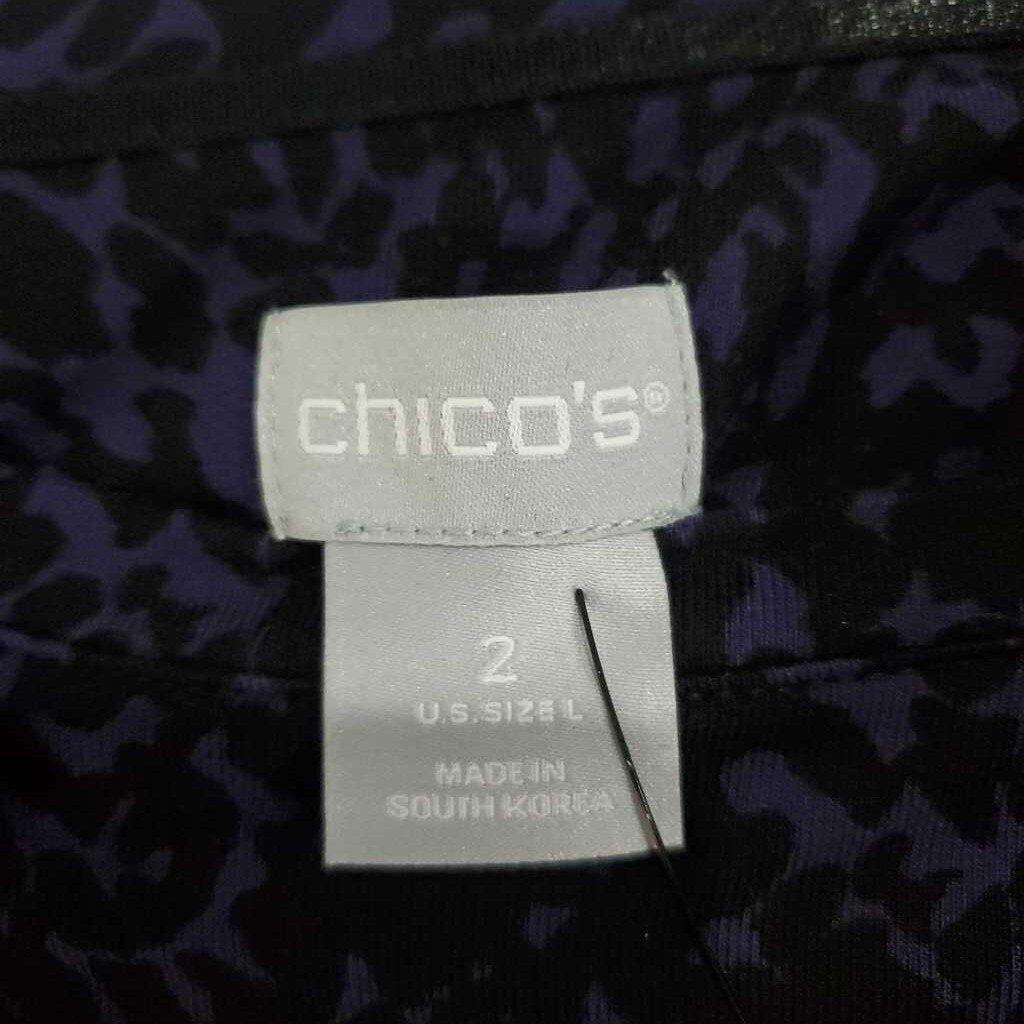 chico's®
2
U.S. SIZE L
MADE IN
SOUTH KOREA